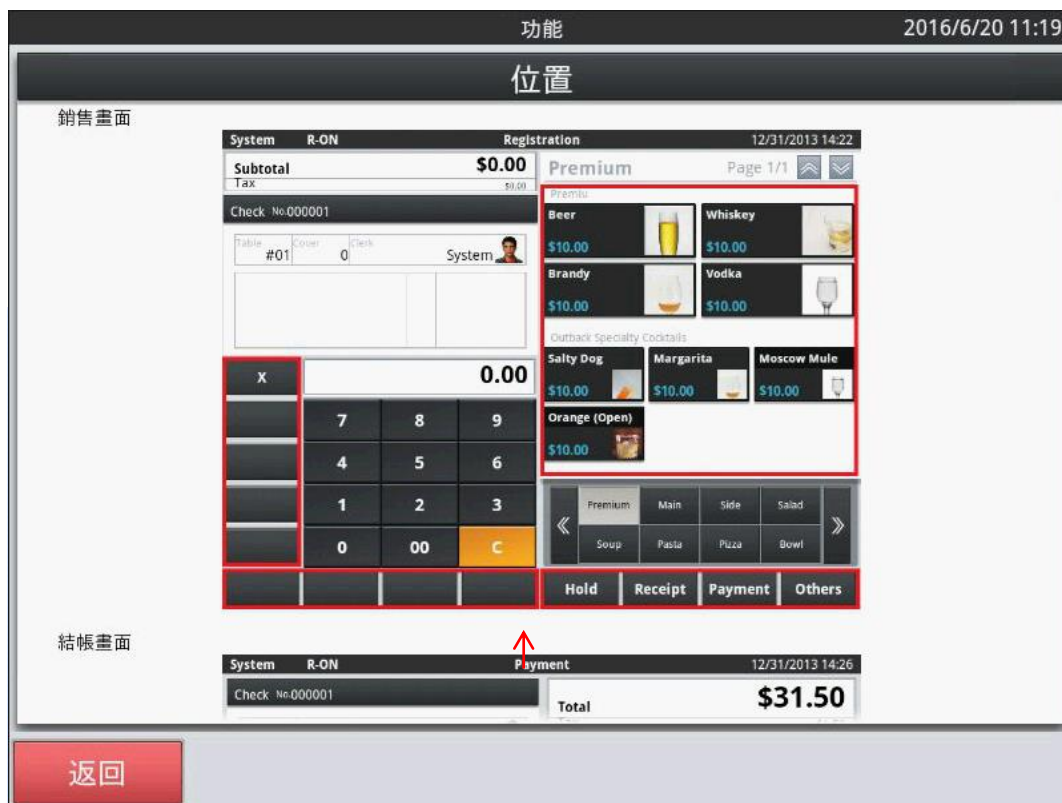 功能 2016/6/20 11:19
位置
銷售畫面
System R-ON Registration 12/31/2013 14:22
Subtotal $0.00
Tax $0.00
Check No.000001
Table #01 Cover 0 Clerk System
X 0.00
7 8 9
4 5 6
1 2 3
0 00 C
Premium Page 1/1
Premiu
Beer Whiskey
$10.00 $10.00
Brandy Vodka
$10.00 $10.00
Outback Specialty Cocktails
Salty Dog Margarita Moscow Mule
$10.00 $10.00 $10.00
Orange (Open)
$10.00
Premium Main Side Salad
Soup Pasta Pizza Bowl
Hold Receipt Payment Others
結帳畫面
System R-ON Payment 12/31/2013 14:26
Check No.000001
Total $31.50
返回